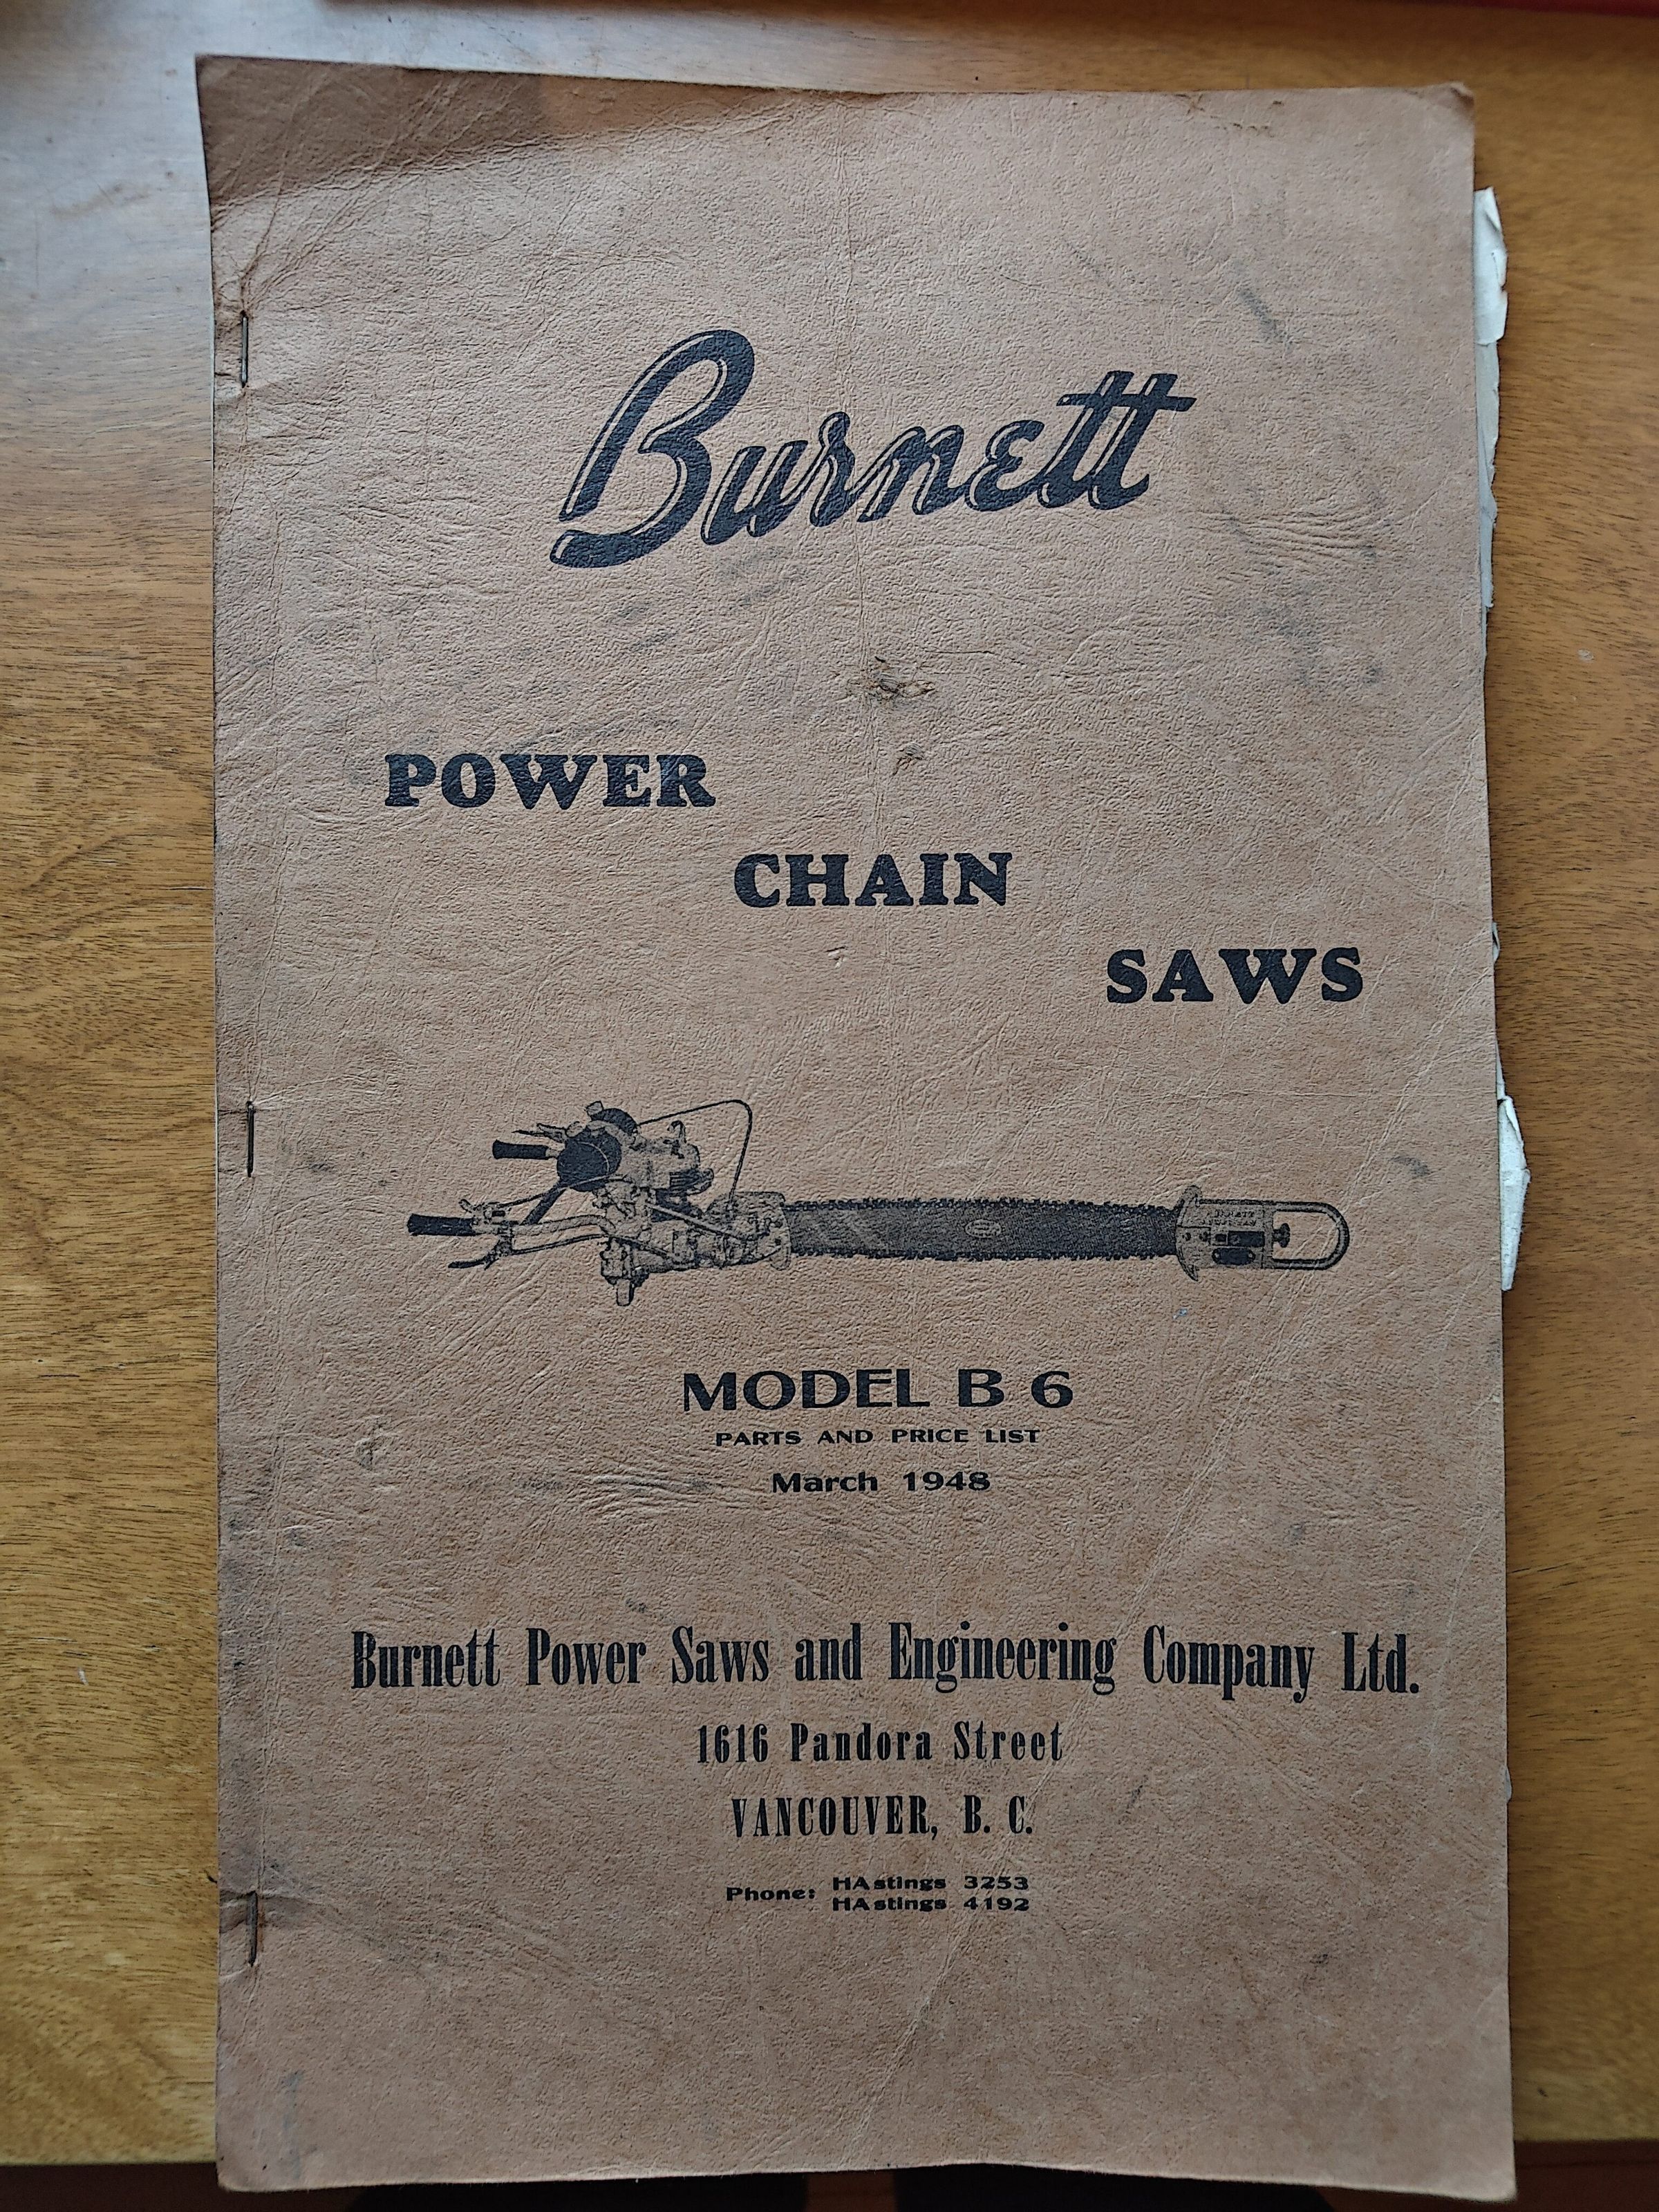 Burnett
POWER
CHAIN
SAWS
MODEL B 6
PARTS AND PRICE LIST
March 1948
Burnett Power Saws and Engineering Company Ltd.
1616 Pandora Street
VANCOUVER, B. C.
Phone: HAstings 3253
HAstings 4192